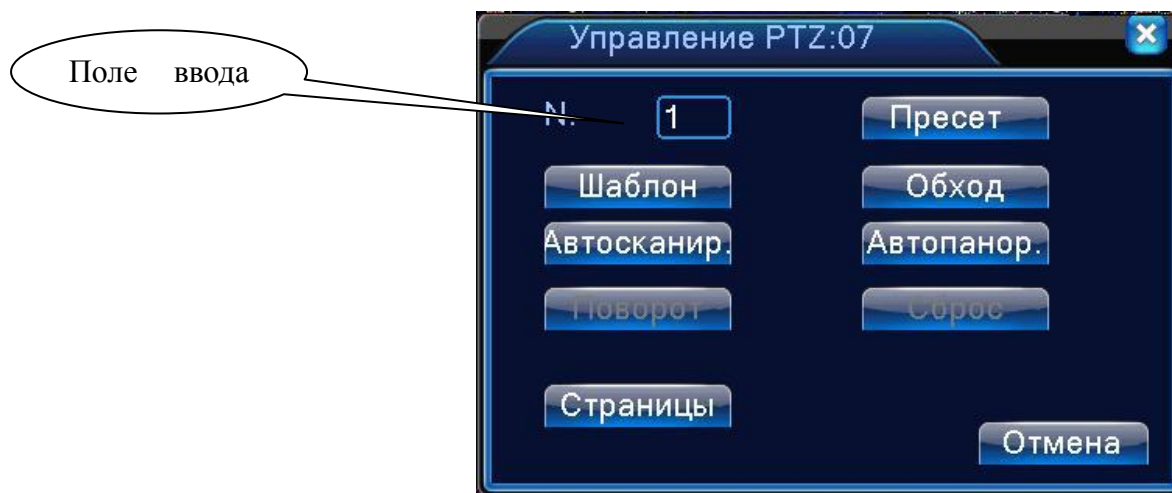 Управление PTZ:07
Поле ввода
N. 1 Пресет
Шаблон Обход
Автосканир. Автопанор.
Поворот Сброс
Страницы
Отмена